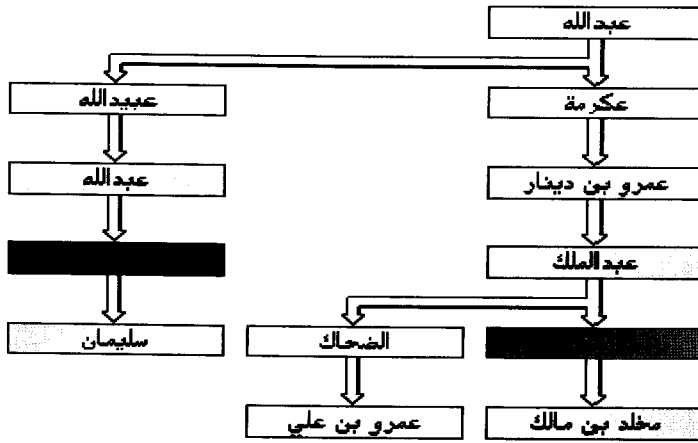 عبدالله
عكرمة
عبيدالله
عمرو بن دينار
عبدالله
عبدالملك
الضحاك
سليمان
مخلد بن مالك
عمرو بن علي